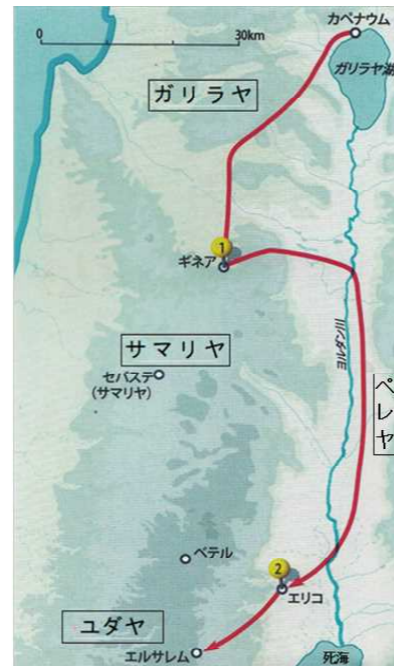 カペナウム
0
30km
ガリラヤ湖
ガリラヤ
1
ギネア
サマリヤ
ヨルダン川
セバステ
(サマリヤ)
ペレヤ
ベテル
2
エリコ
ユダヤ
エルサレム
死海